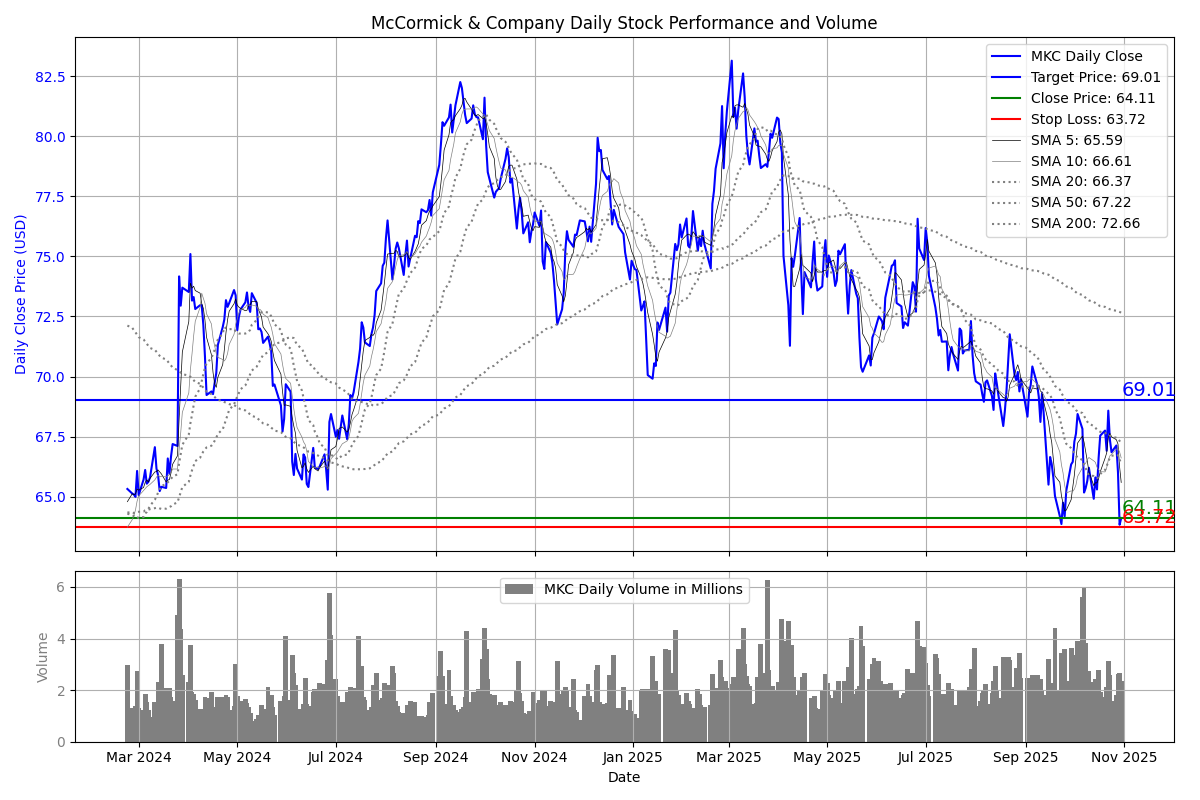 McCormick & Company Daily Stock Performance and Volume
Daily Close Price (USD)
82.5
80.0
77.5
75.0
72.5
70.0
67.5
65.0
MKC Daily Close
Target Price: 69.01
Close Price: 64.11
Stop Loss: 63.72
SMA 5: 65.59
SMA 10: 66.61
SMA 20: 66.37
SMA 50: 67.22
SMA 200: 72.66
69.01
64.11
63.72
Volume
6
4
2
0
MKC Daily Volume in Millions
Mar 2024 May 2024 Jul 2024 Sep 2024 Nov 2024 Jan 2025 Mar 2025 May 2025 Jul 2025 Sep 2025 Nov 2025
Date